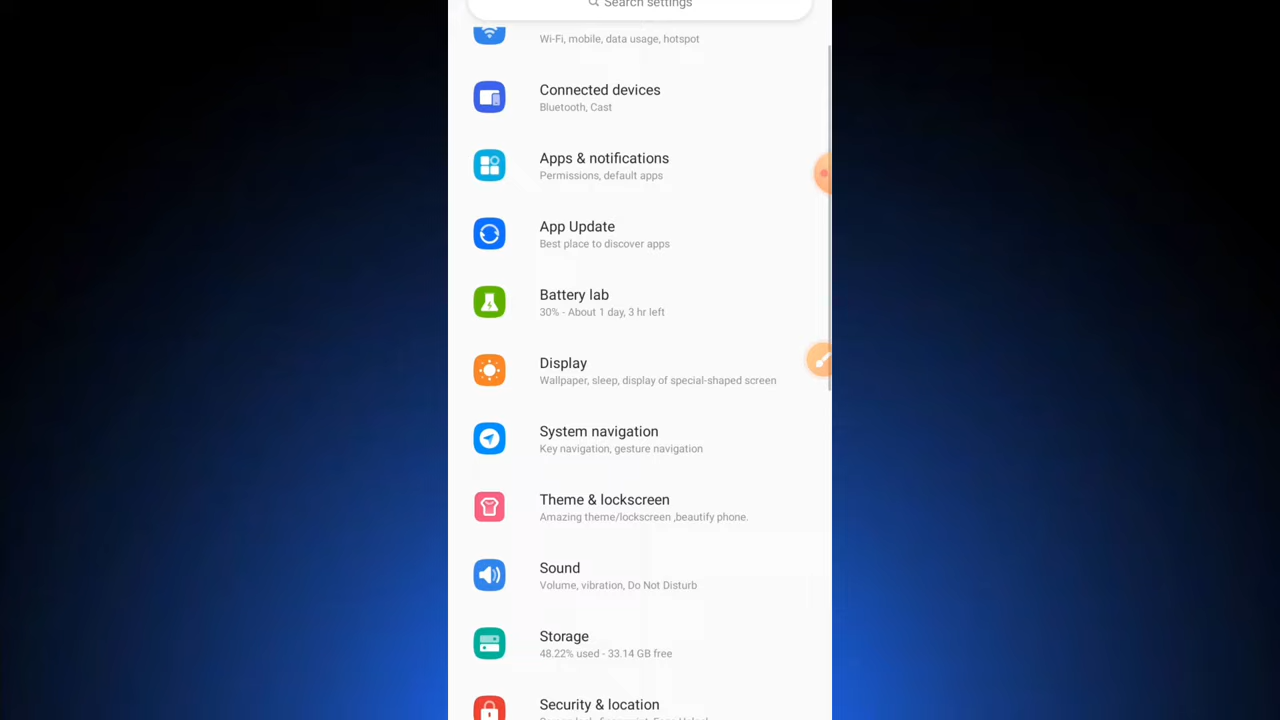 Search settings
Wi-Fi, mobile, data usage, hotspot
Connected devices
Bluetooth, Cast
Apps & notifications
Permissions, default apps
App Update
Best place to discover apps
Battery lab
30% - About 1 day, 3 hr left
Display
Wallpaper, sleep, display of special-shaped screen
System navigation
Key navigation, gesture navigation
Theme & lockscreen
Amazing theme/lockscreen ,beautify phone.
Sound
Volume, vibration, Do Not Disturb
Storage
48.22% used - 33.14 GB free
Security & location